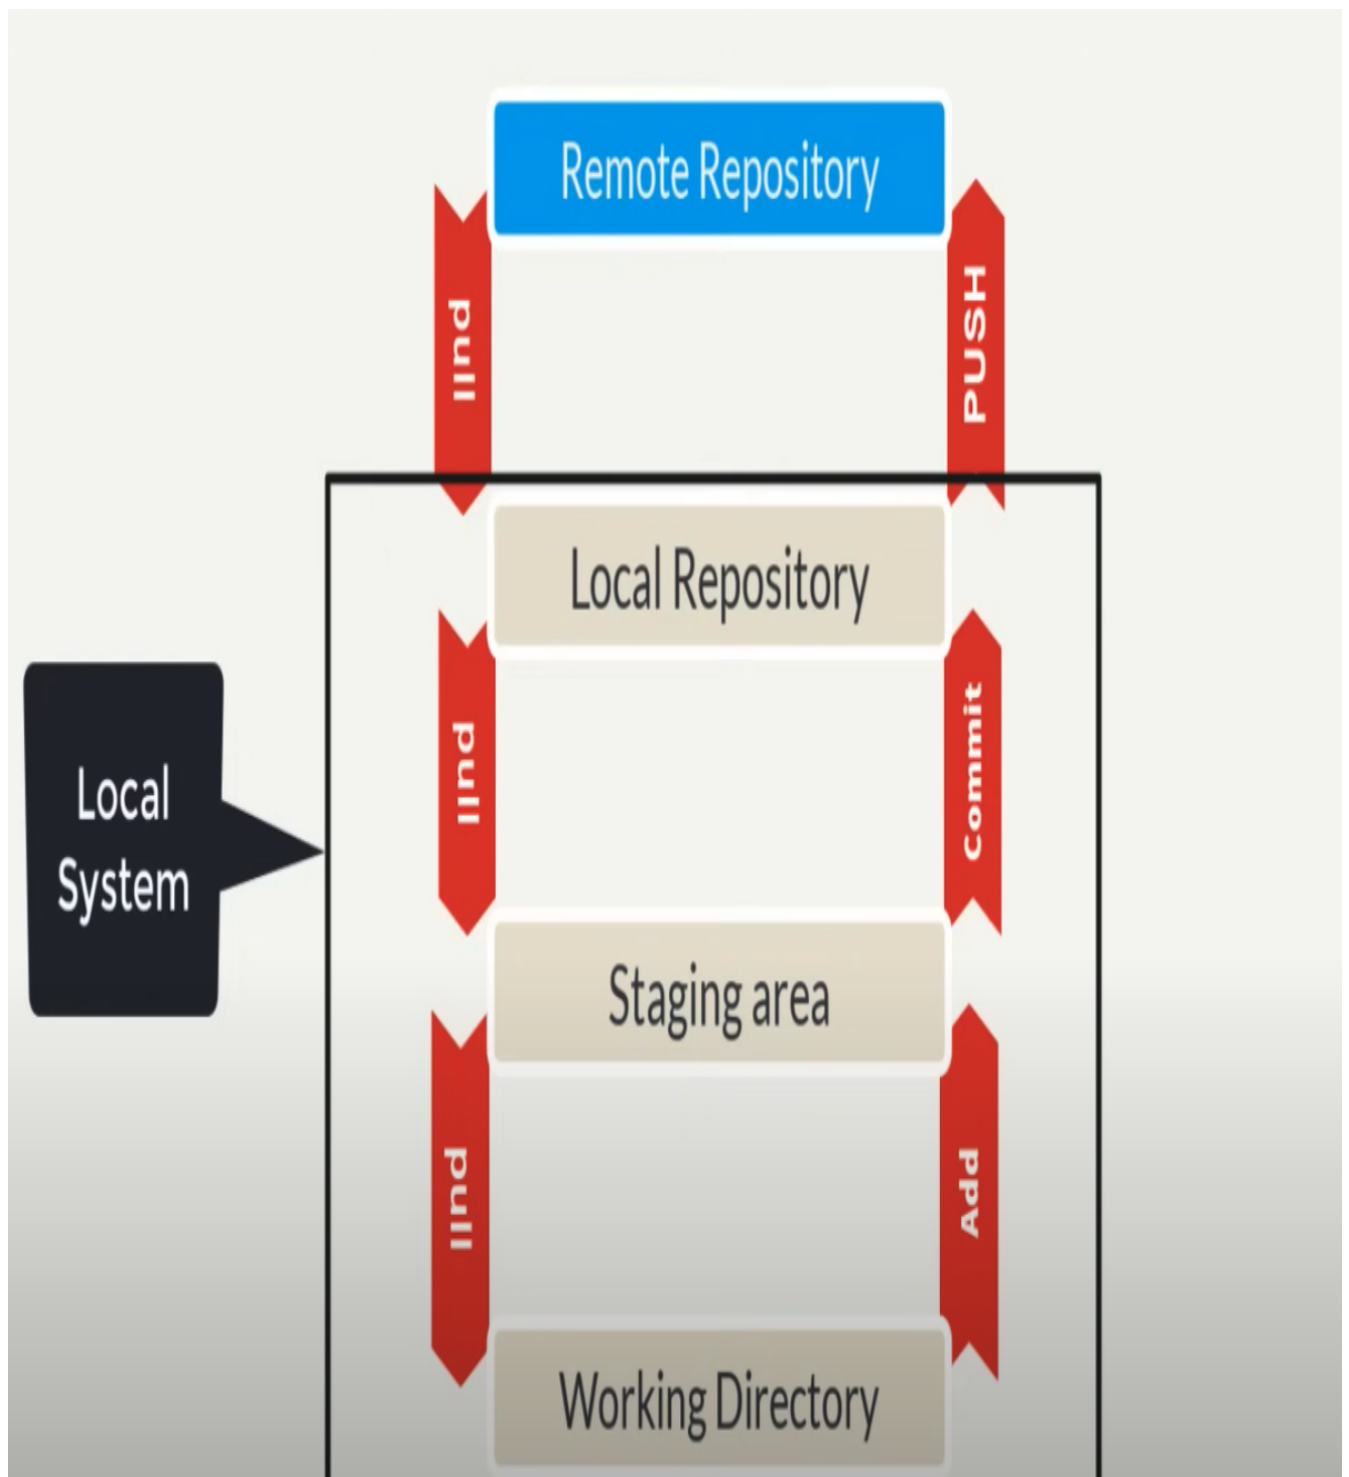 Remote Repository
pull
PUSH
Local Repository
pull
Commit
Local
System
Staging area
pull
Add
Working Directory